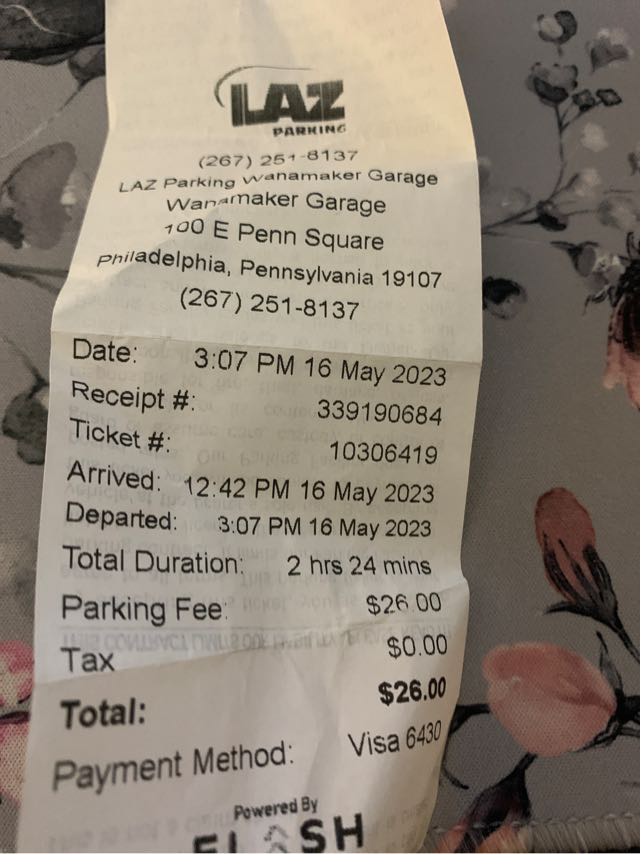 LAZ
PARKING
(267) 251-8137
LAZ Parking Wanamaker Garage
Wanamaker Garage
100 E Penn Square
Philadelphia, Pennsylvania 19107
(267) 251-8137
Date: 3:07 PM 16 May 2023
Receipt #: 339190684
Ticket #: 10306419
Arrived: 12:42 PM 16 May 2023
Departed: 3:07 PM 16 May 2023
Total Duration: 2 hrs 24 mins
Parking Fee: $26.00
Tax $0.00
Total: $26.00
Payment Method: Visa 6430
Powered By
FLASH